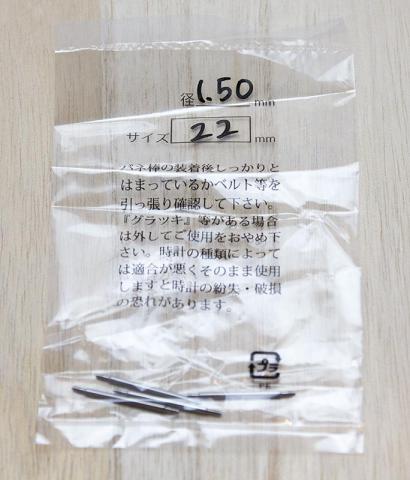 径 1.50 mm
サイズ 22 mm
バネ棒の装着後しっかりと
はまっているかベルト等を
引っ張り確認して下さい。
『グラツキ』等がある場合
は外してご使用をおやめ下
さい。時計の種類によって
は適合が悪くそのまま使用
しますと時計の紛失・破損
の恐れがあります。
プラ